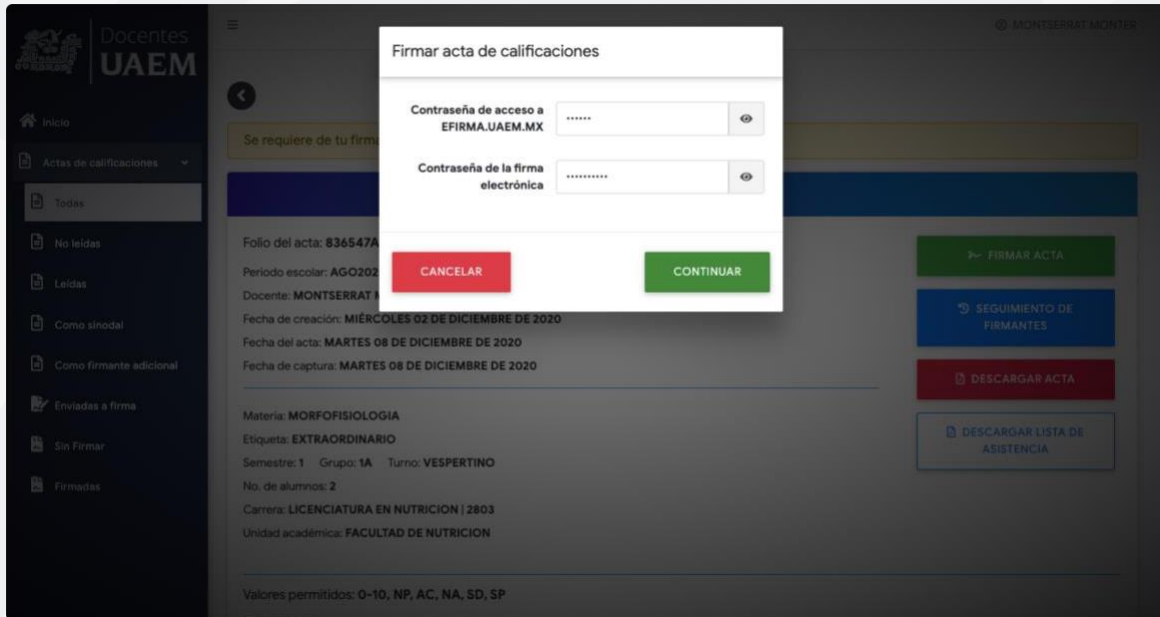 Docentes
UAEM
MONTSERRAT MONTER
Inicio
Actas de calificaciones
Todas
No leídas
Leídas
Como sinodal
Como firmante adicional
Enviadas a firma
Sin Firmar
Firmadas
Firmar acta de calificaciones
Contraseña de acceso a
EFIRMA.UAEM.MX
••••••
Contraseña de la firma
electrónica
••••••••••
CANCELAR
CONTINUAR
Se requiere de tu firma
Folio del acta: 836547A
Periodo escolar: AGO202
Docente: MONTSERRAT M
Fecha de creación: MIÉRCOLES 02 DE DICIEMBRE DE 2020
Fecha del acta: MARTES 08 DE DICIEMBRE DE 2020
Fecha de captura: MARTES 08 DE DICIEMBRE DE 2020
Materia: MORFOFISIOLOGIA
Etiqueta: EXTRAORDINARIO
Semestre: 1 Grupo: 1A Turno: VESPERTINO
No. de alumnos: 2
Carrera: LICENCIATURA EN NUTRICION | 2803
Unidad académica: FACULTAD DE NUTRICION
Valores permitidos: 0-10, NP, AC, NA, SD, SP
FIRMAR ACTA
SEGUIMIENTO DE
FIRMANTES
DESCARGAR ACTA
DESCARGAR LISTA DE
ASISTENCIA